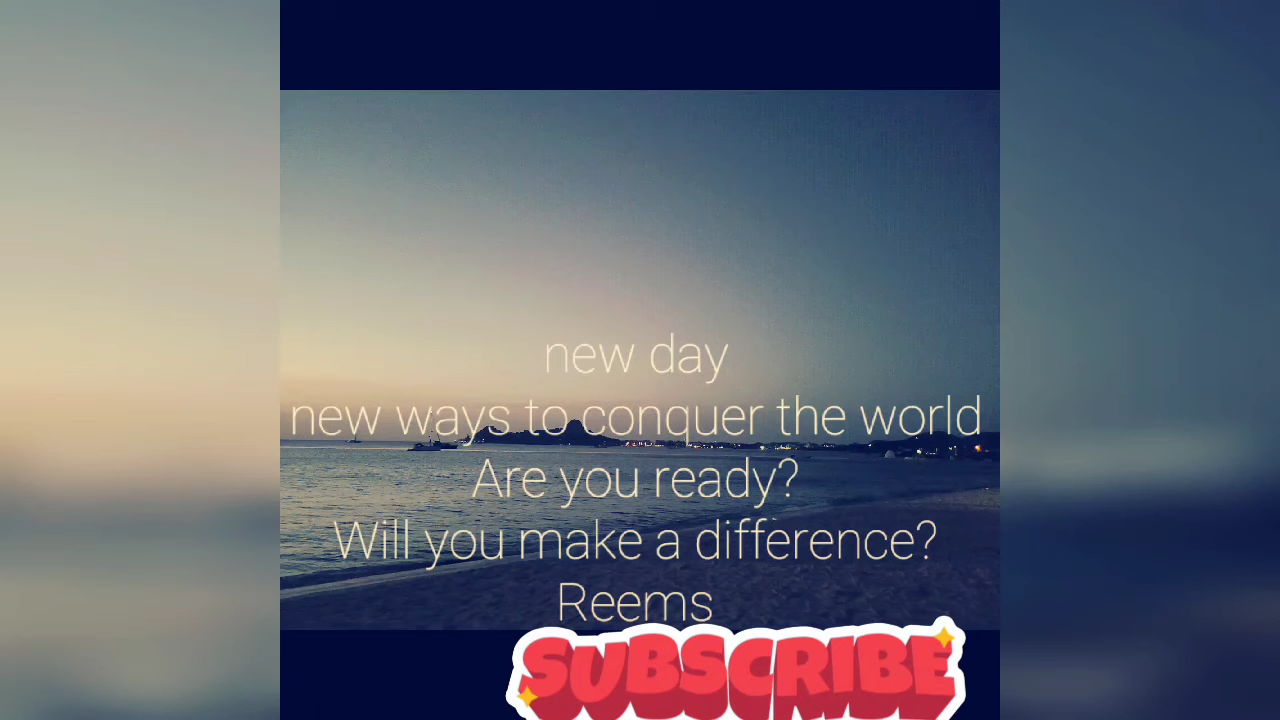 new day
new ways to conquer the world
Are you ready?
Will you make a difference?
Reems
SUBSCRIBE